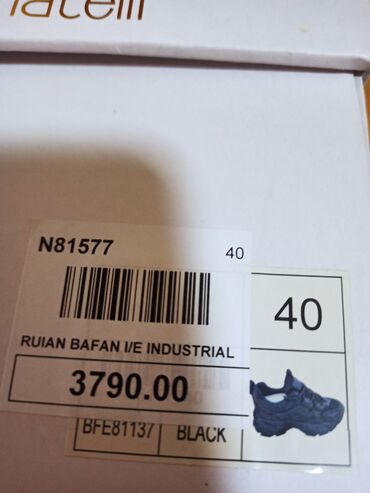 N81577
40
RUIAN BAFAN I/E INDUSTRIAL
3790.00
40
BFE81137
BLACK